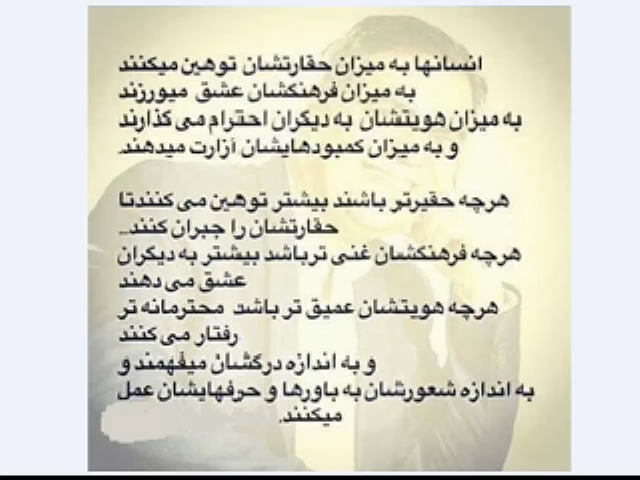 انسانها به میزان حقارتشان توهین میکنند
به میزان فرهنگشان عشق میورزند
به میزان هویتشان به دیگران احترام می گذارند
و به میزان کمبودهایشان آزارت میدهند.
هرچه حقیرتر باشند بیشتر توهین می کنندتا
حقارتشان را جبران کنند...
هرچه فرهنگشان غنی ترباشد بیشتر به دیگران
عشق می دهند
هرچه هویتشان عمیق تر باشد محترمانه تر
رفتار می کنند
و به اندازه درکشان میفهمند و
به اندازه شعورشان به باورها و حرفهایشان عمل
میکنند.